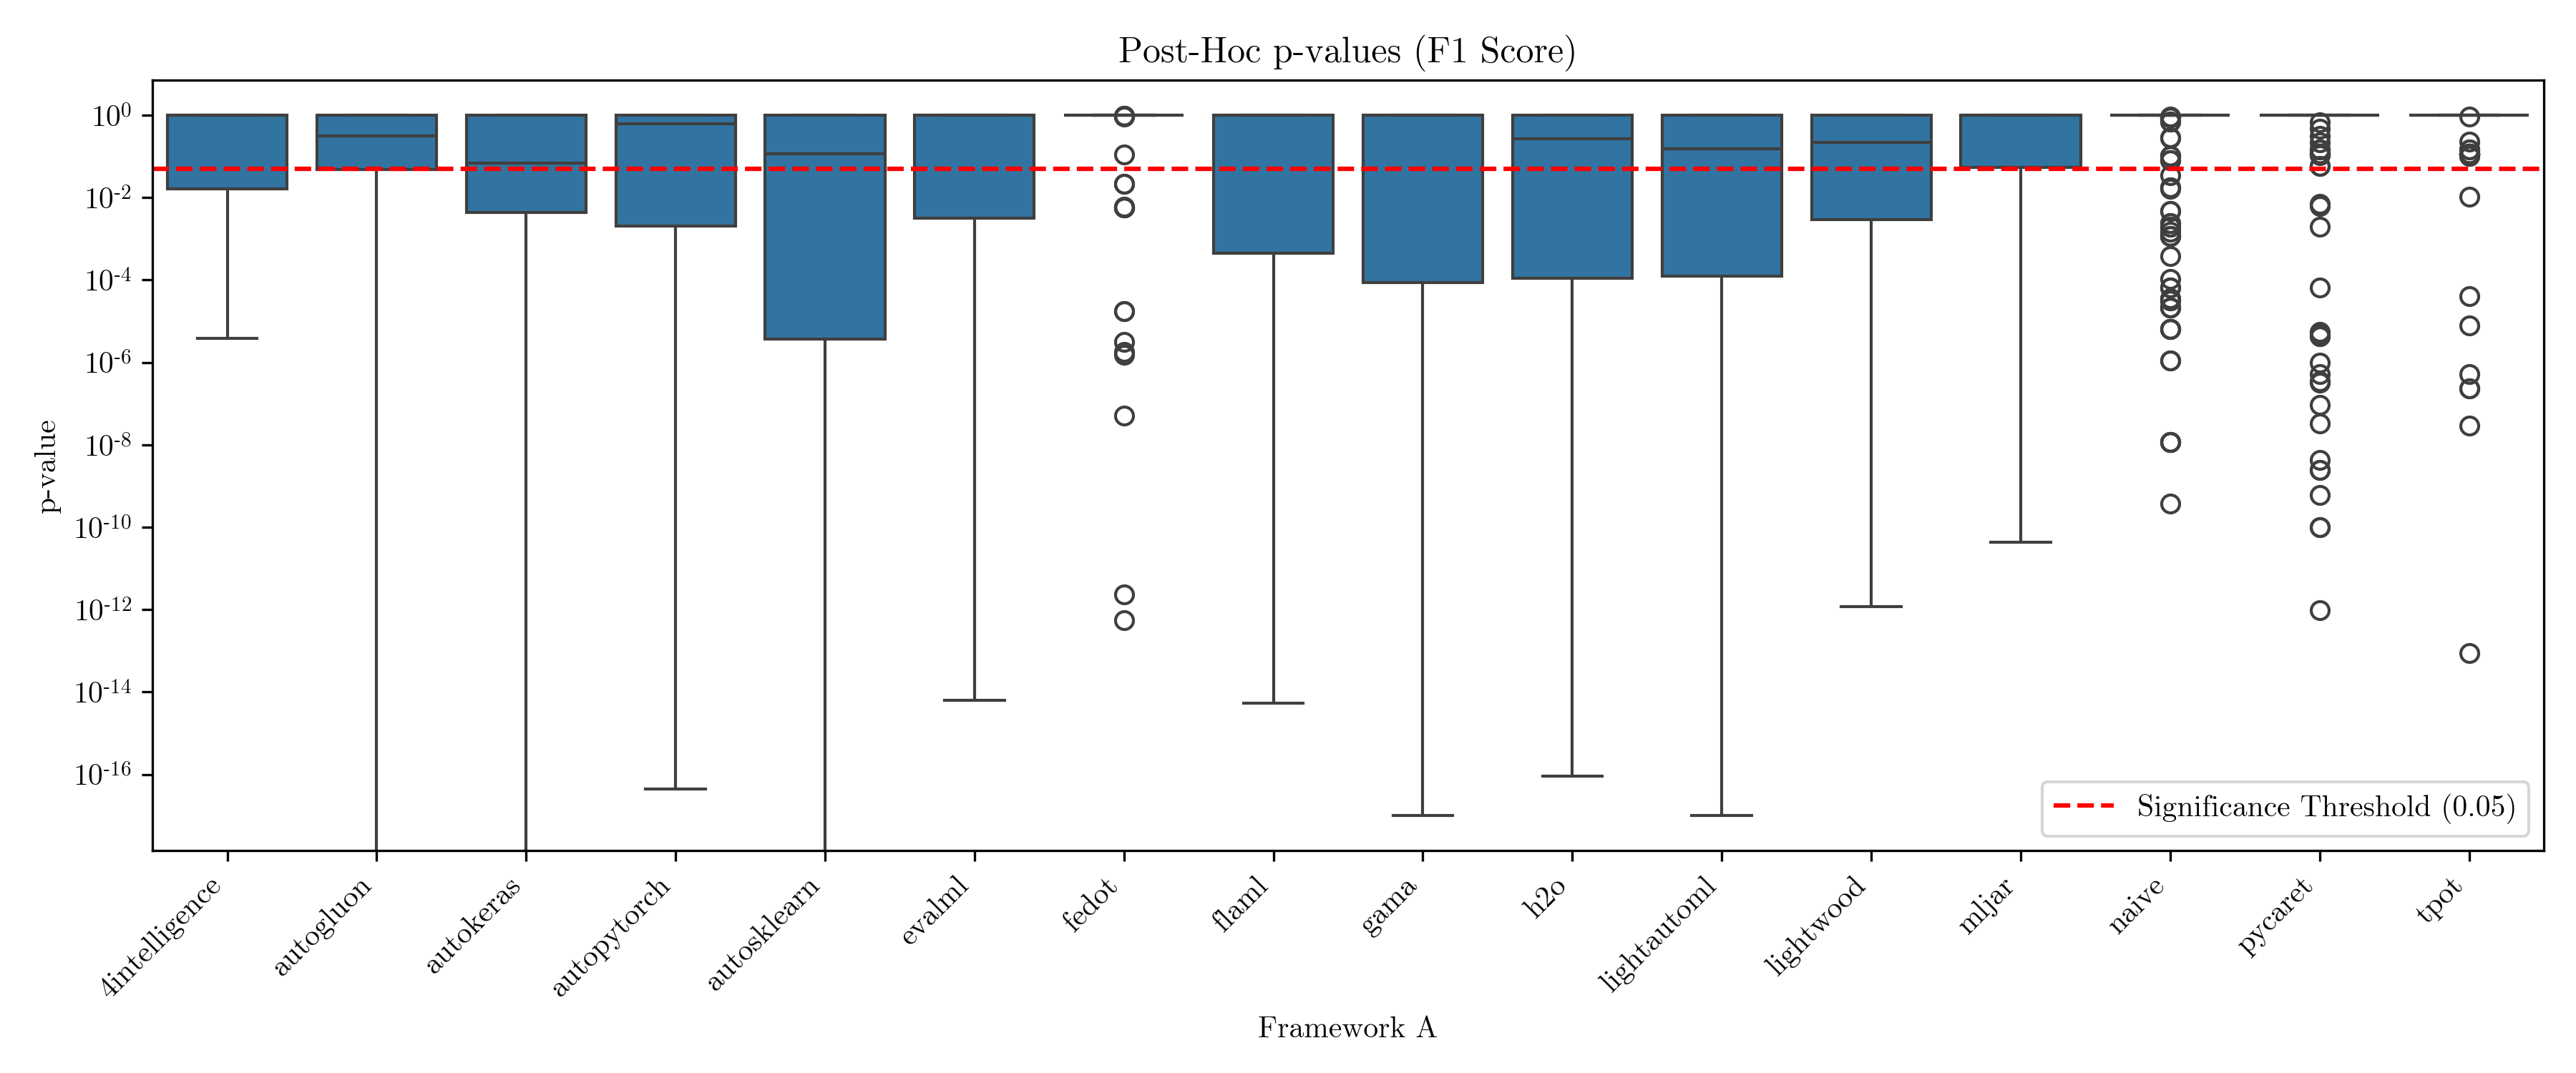 Post-Hoc p-values (F1 Score)
p-value
10^0
10^-2
10^-4
10^-6
10^-8
10^-10
10^-12
10^-14
10^-16
Significance Threshold (0.05)
4intelligence
autogluon
autokeras
autopytorch
autosklearn
evalml
fedot
flaml
gama
h2o
lightautoml
lightwood
mljar
naive
pycaret
tpot
Framework A